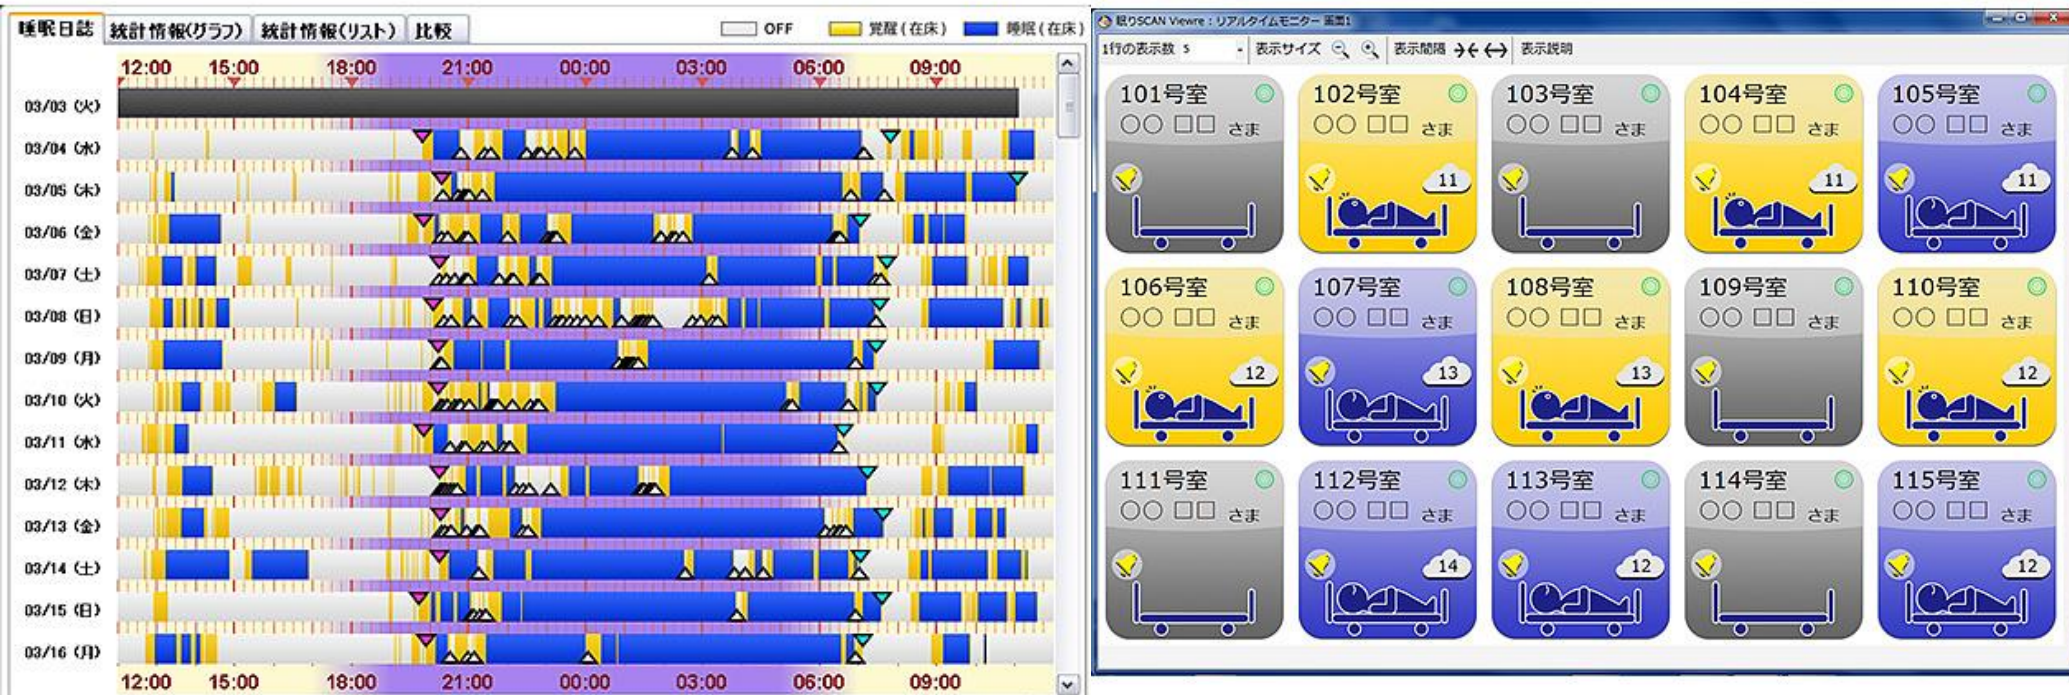 睡眠日誌 統計情報(グラフ) 統計情報(リスト) 比較 OFF 覚醒(在床) 睡眠(在床)
12:00 15:00 18:00 21:00 00:00 03:00 06:00 09:00
03/03 (火)
03/04 (水)
03/05 (木)
03/06 (金)
03/07 (土)
03/08 (日)
03/09 (月)
03/10 (火)
03/11 (水)
03/12 (木)
03/13 (金)
03/14 (土)
03/15 (日)
03/16 (月)
12:00 15:00 18:00 21:00 00:00 03:00 06:00 09:00
眠りSCAN Viewre:リアルタイムモニター 画面1
1行の表示数 5 表示サイズ 表示間隔 表示説明
101号室 102号室 103号室 104号室 105号室
○○ □□ さま ○○ □□ さま ○○ □□ さま ○○ □□ さま ○○ □□ さま
11 11 11
106号室 107号室 108号室 109号室 110号室
○○ □□ さま ○○ □□ さま ○○ □□ さま ○○ □□ さま ○○ □□ さま
12 13 13 12
111号室 112号室 113号室 114号室 115号室
○○ □□ さま ○○ □□ さま ○○ □□ さま ○○ □□ さま ○○ □□ さま
14 12 12